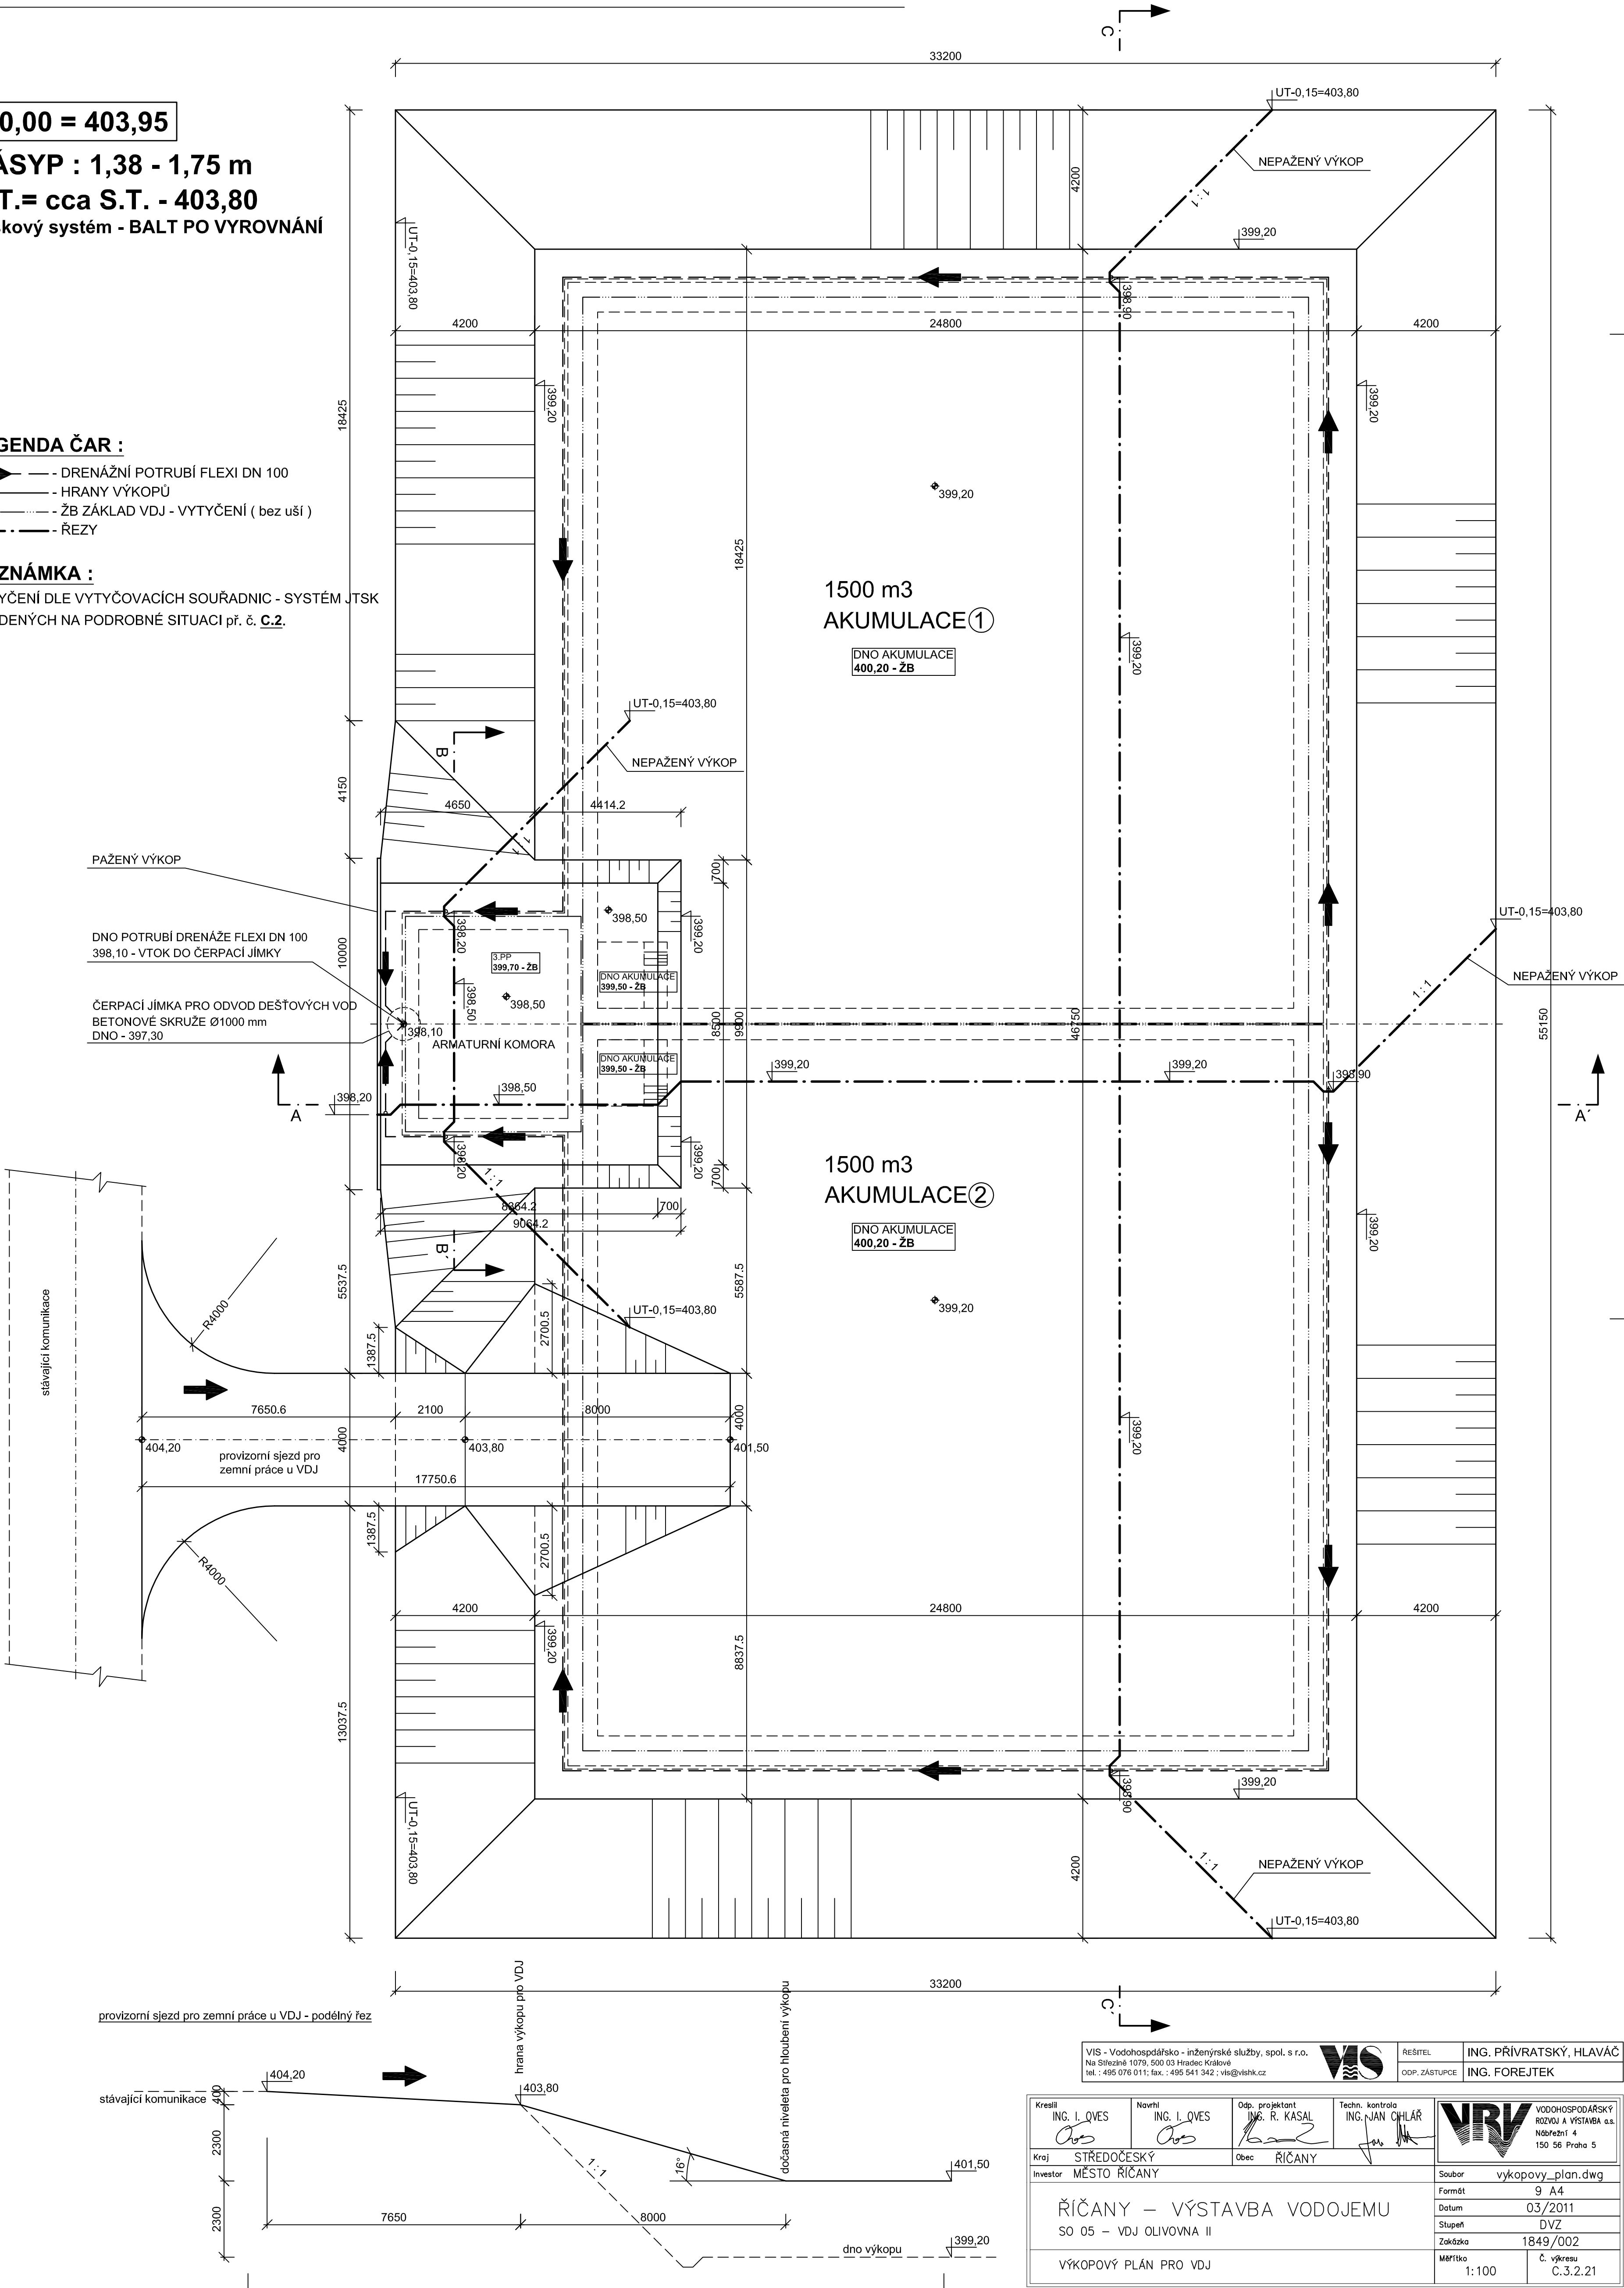 C
33200
UT-0,15=403,80
0,00 = 403,95
ÁSYP : 1,38 - 1,75 m
T.= cca S.T. - 403,80
škový systém - BALT PO VYROVNÁNÍ
NEPAŽENÝ VÝKOP
4200
1:1
399,20
UT-0,15=403,80
398,90
4200
24800
4200
399,20
399,20
18425
GENDA ČAR :
- DRENÁŽNÍ POTRUBÍ FLEXI DN 100
- HRANY VÝKOPŮ
- ŽB ZÁKLAD VDJ - VYTYČENÍ ( bez uší )
- ŘEZY
399,20
18425
ZNÁMKA :
YČENÍ DLE VYTYČOVACÍCH SOUŘADNIC - SYSTÉM JTSK
DENÝCH NA PODROBNÉ SITUACI př. č. C.2.
1500 m3
AKUMULACE 1
DNO AKUMULACE
400,20 - ŽB
399,20
UT-0,15=403,80
B
NEPAŽENÝ VÝKOP
4150
4650
4414.2
PAŽENÝ VÝKOP
700
398,50
399,20
398,20
UT-0,15=403,80
DNO POTRUBÍ DRENÁŽE FLEXI DN 100
398,10 - VTOK DO ČERPACÍ JÍMKY
10000
3.PP
399,70 - ŽB
DNO AKUMULACE
399,50 - ŽB
NEPAŽENÝ VÝKOP
1:1
398,50
398,50
ČERPACÍ JÍMKA PRO ODVOD DEŠŤOVÝCH VOD
BETONOVÉ SKRUŽE Ø1000 mm
DNO - 397,30
398,10
ARMATURNÍ KOMORA
8500
9900
46750
55150
DNO AKUMULACE
399,50 - ŽB
399,20
399,20
398,90
398,50
398,20
A
A´
398,20
399,20
1:1
700
1500 m3
AKUMULACE 2
DNO AKUMULACE
400,20 - ŽB
8364.2
700
9064.2
399,20
B´
5537.5
5587.5
stávající komunikace
R4000
UT-0,15=403,80
2700.5
1387.5
399,20
7650.6
2100
8000
4000
4000
404,20
403,80
401,50
399,20
provizorní sjezd pro
zemní práce u VDJ
17750.6
1387.5
2700.5
R4000
4200
24800
4200
399,20
8837.5
13037.5
399,20
398,90
UT-0,15=403,80
4200
1:1
NEPAŽENÝ VÝKOP
UT-0,15=403,80
33200
C´
provizorní sjezd pro zemní práce u VDJ - podélný řez
hrana výkopu pro VDJ
dočasná niveleta pro hloubení výkopu
404,20
stávající komunikace
400
403,80
2300
1:1
16°
401,50
2300
7650
8000
dno výkopu
399,20
VIS - Vodohospdářsko - inženýrské služby, spol. s r.o.
Na Střezině 1079, 500 03 Hradec Králové
tel. : 495 076 011; fax. : 495 541 342 ; vis@vishk.cz
VIS
ŘEŠITEL
ING. PŘÍVRATSKÝ, HLAVÁČ
ODP. ZÁSTUPCE
ING. FOREJTEK
Kreslil
ING. I. OVES
Navrhl
ING. I. OVES
Odp. projektant
ING. R. KASAL
Techn. kontrola
ING. JAN CIHLÁŘ
VRV
VODOHOSPODÁŘSKÝ
ROZVOJ A VÝSTAVBA a.s.
Nábřežní 4
150 56 Praha 5
Kraj STŘEDOČESKÝ
Obec ŘÍČANY
Investor MĚSTO ŘÍČANY
Soubor vykopovy_plan.dwg
Formát 9 A4
Datum 03/2011
Stupeň DVZ
Zakázka 1849/002
Měřítko
1:100
Č. výkresu
C.3.2.21
ŘÍČANY – VÝSTAVBA VODOJEMU
SO 05 – VDJ OLIVOVNA II
VÝKOPOVÝ PLÁN PRO VDJ